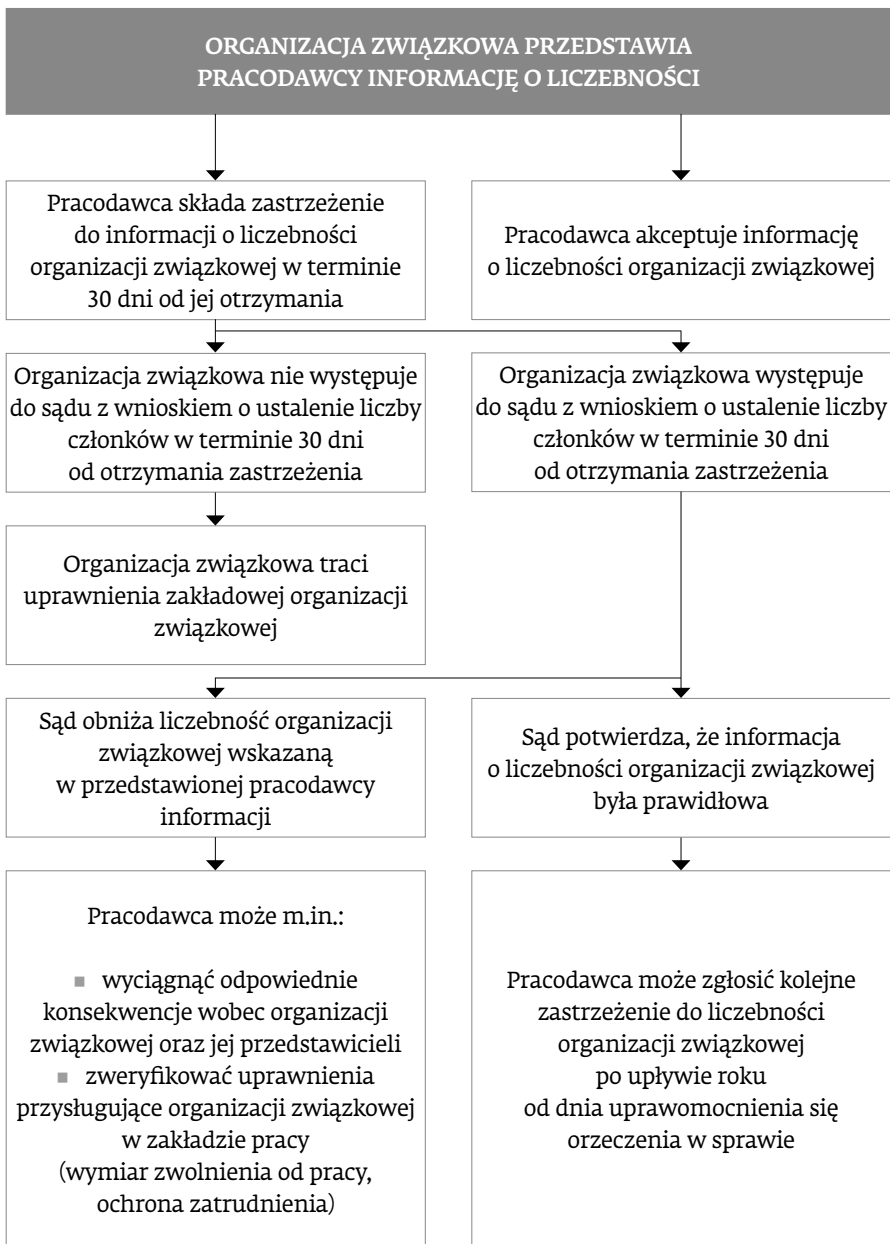 ORGANIZACJA ZWIĄZKOWA PRZEDSTAWIA
PRACODAWCY INFORMACJĘ O LICZEBNOŚCI
Pracodawca składa zastrzeżenie
do informacji o liczebności
organizacji związkowej w terminie
30 dni od jej otrzymania
Pracodawca akceptuje informację
o liczebności organizacji związkowej
Organizacja związkowa nie występuje
do sądu z wnioskiem o ustalenie liczby
członków w terminie 30 dni
od otrzymania zastrzeżenia
Organizacja związkowa występuje
do sądu z wnioskiem o ustalenie liczby
członków w terminie 30 dni
od otrzymania zastrzeżenia
Organizacja związkowa traci
uprawnienia zakładowej organizacji
związkowej
Sąd obniża liczebność organizacji
związkowej wskazaną
w przedstawionej pracodawcy
informacji
Sąd potwierdza, że informacja
o liczebności organizacji związkowej
była prawidłowa
Pracodawca może m.in.:
■ wyciągnąć odpowiednie
konsekwencje wobec organizacji
związkowej oraz jej przedstawicieli
■ zweryfikować uprawnienia
przysługujące organizacji związkowej
w zakładzie pracy
(wymiar zwolnienia od pracy,
ochrona zatrudnienia)
Pracodawca może zgłosić kolejne
zastrzeżenie do liczebności
organizacji związkowej
po upływie roku
od dnia uprawomocnienia się
orzeczenia w sprawie